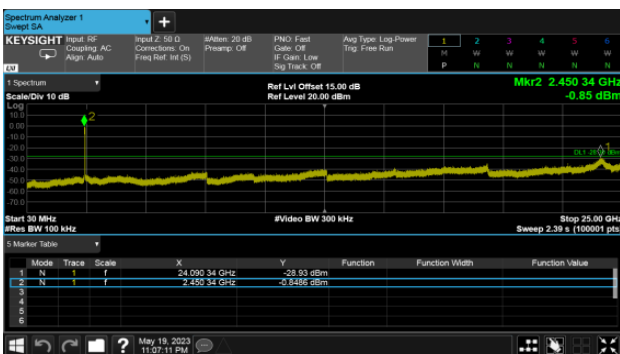 Spectrum Analyzer 1
Swept SA
KEYSIGHT Input: RF Input Z: 50 Ω #Atten: 20 dB PNO: Fast Avg Type: Log-Power 1 2 3 4 5 6
Coupling: AC Corrections: On Preamp: Off Gate: Off Trig: Free Run M W W W W W
Align: Auto Freq Ref: Int (S) IF Gain: Low
LXI Sig Track: Off P N N N N N
1 Spectrum Ref Lvl Offset 15.00 dB Mkr2 2.450 34 GHz
Scale/Div 10 dB Ref Level 20.00 dBm -0.85 dBm
Log
10.0
0.00
-10.0
-20.0
-30.0
-40.0
-50.0
-60.0
-70.0
2
1
Start 30 MHz #Video BW 300 kHz Stop 25.00 GHz
#Res BW 100 kHz Sweep 2.39 s (100001 pts)
5 Marker Table
Mode Trace Scale X Y Function Function Width Function Value
1 N 1 f 24.090 34 GHz -28.93 dBm
2 N 1 f 2.450 34 GHz -0.8486 dBm
3
4
5
6
? May 19, 2023
11:07:11 PM